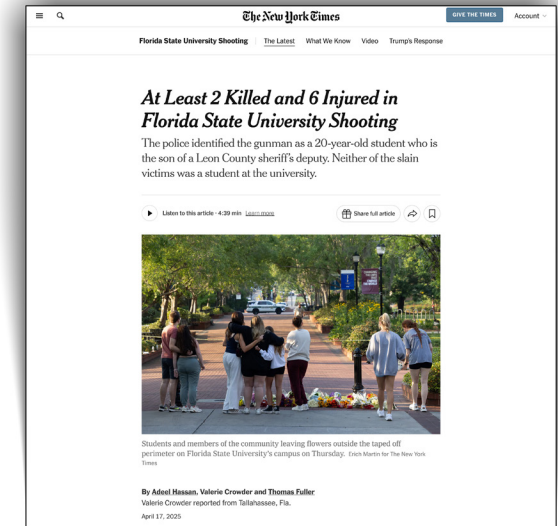 The New York Times
GIVE THE TIMES
Account
Florida State University Shooting
The Latest
What We Know
Video
Trump's Response
At Least 2 Killed and 6 Injured in
Florida State University Shooting
The police identified the gunman as a 20-year-old student who is
the son of a Leon County sheriff's deputy. Neither of the slain
victims was a student at the university.
Listen to this article · 4:39 min Learn more
Share full article
Students and members of the community leaving flowers outside the taped off
perimeter on Florida State University's campus on Thursday. Erich Martin for The New York
Times
By Adeel Hassan, Valerie Crowder and Thomas Fuller
Valerie Crowder reported from Tallahassee, Fla.
April 17, 2025